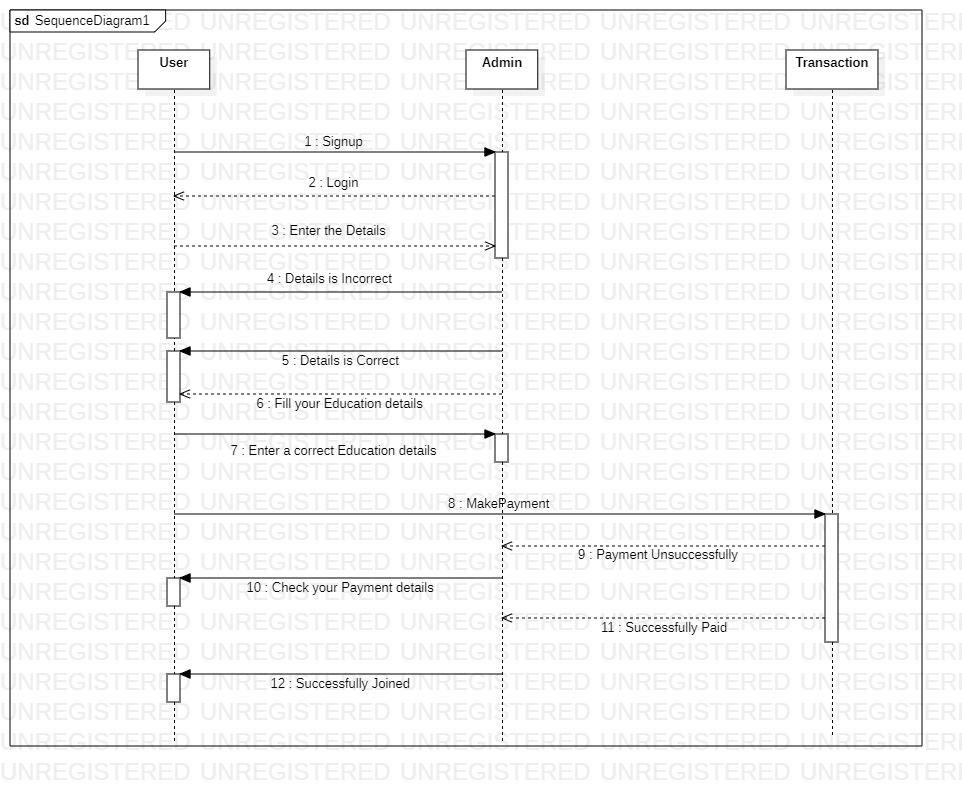 sd SequenceDiagram1
User
Admin
Transaction
1 : Signup
2 : Login
3 : Enter the Details
4 : Details is Incorrect
5 : Details is Correct
6 : Fill your Education details
7 : Enter a correct Education details
8 : MakePayment
9 : Payment Unsuccessfully
10 : Check your Payment details
11 : Successfully Paid
12 : Successfully Joined
UNREGISTERED UNREGISTERED UNREGISTERED UNREGISTERED UNREGISTERED